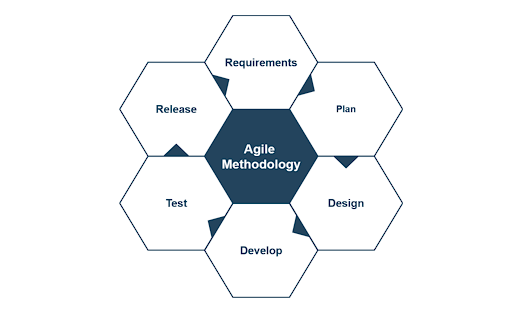 Requirements
Plan
Design
Develop
Test
Release
Agile
Methodology